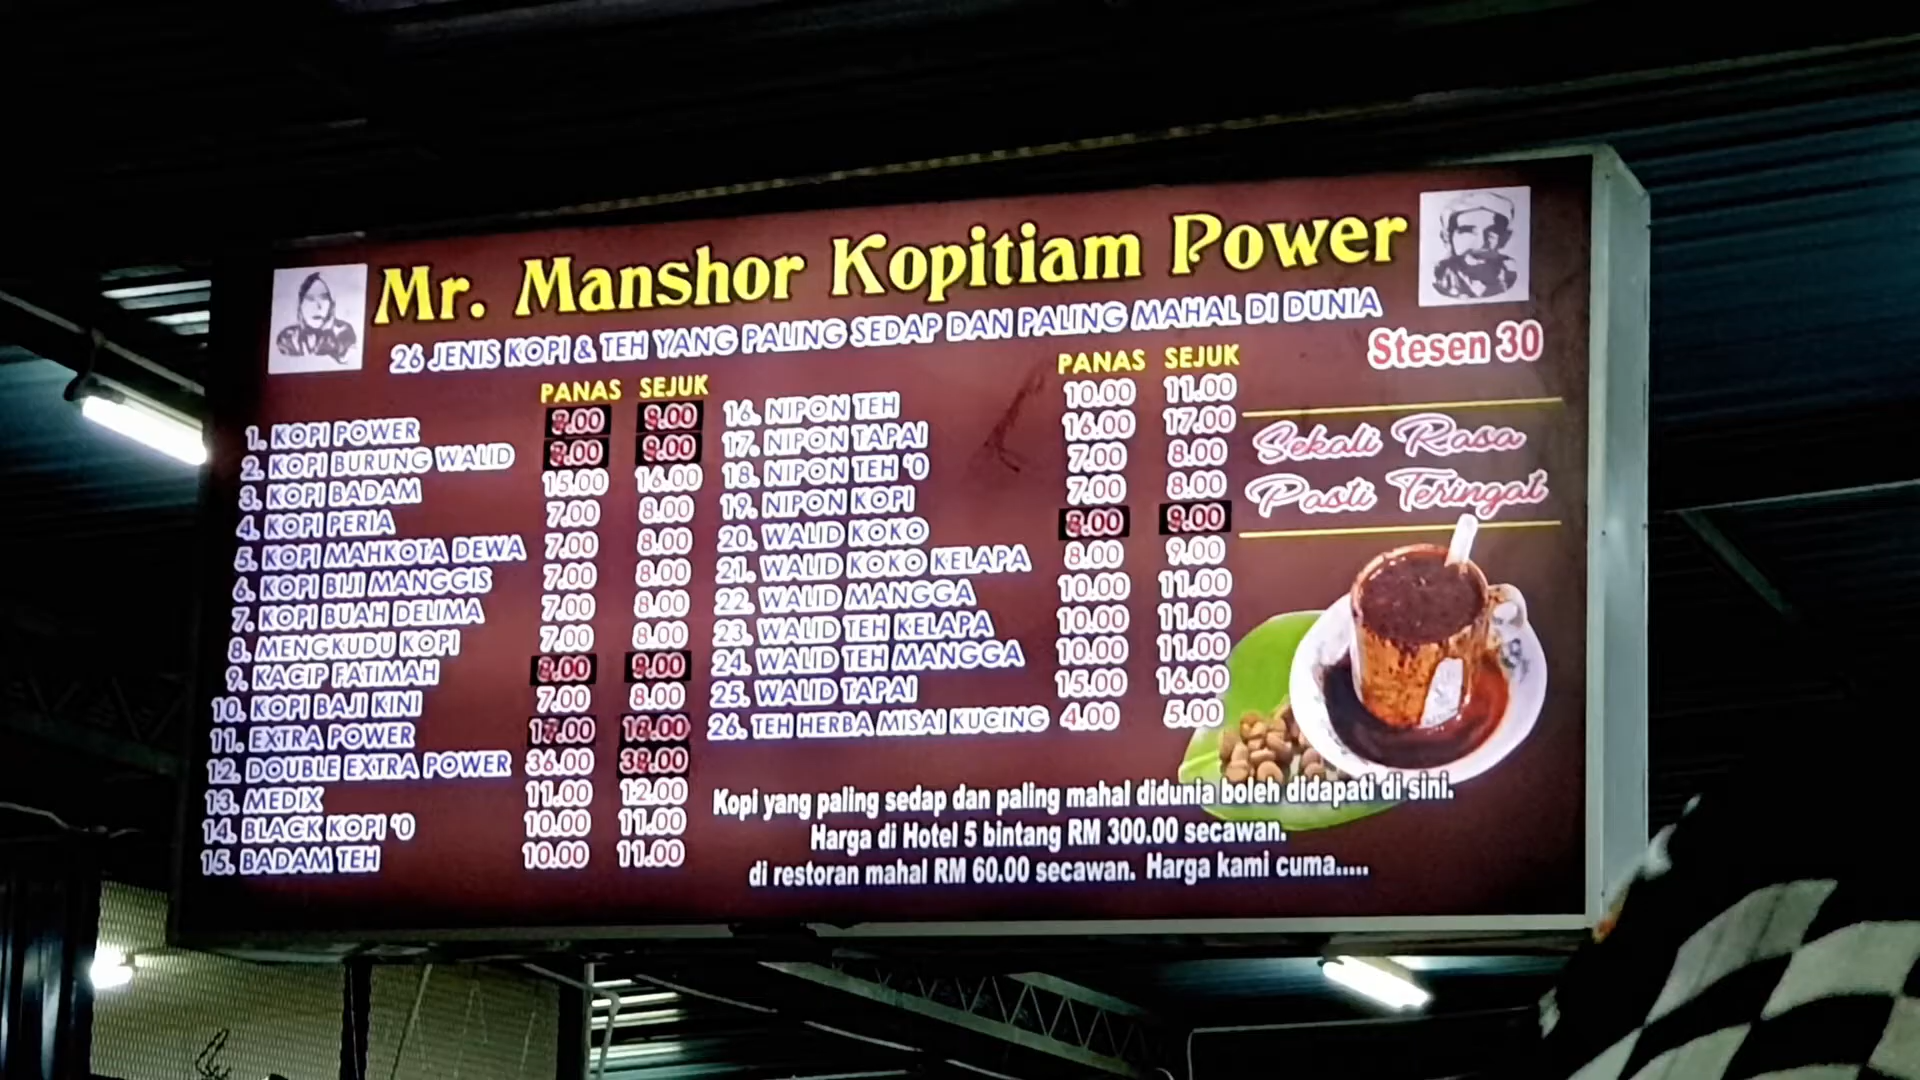 Mr. Manshor Kopitiam Power
26 JENIS KOPI & TEH YANG PALING SEDAP DAN PALING MAHAL DI DUNIA
Stesen 30
PANAS SEJUK
1. KOPI POWER 9.00
2. KOPI BURUNG WALID 8.00 9.00
3. KOPI BADAM 15.00 16.00
4. KOPI PERIA 7.00 8.00
5. KOPI MAHKOTA DEWA 7.00 8.00
6. KOPI BIJI MANGGIS 7.00 8.00
7. KOPI BUAH DELIMA 7.00 8.00
8. MENGKUDU KOPI 7.00 8.00
9. KACIP FATIMAH 8.00 9.00
10. KOPI BAJI KINI 7.00 8.00
11. EXTRA POWER
12. DOUBLE EXTRA POWER 36.00 38.00
13. MEDIX 11.00 12.00
14. BLACK KOPI 'O 10.00 11.00
15. BADAM TEH 10.00 11.00
PANAS SEJUK
16. NIPON TEH 10.00 11.00
17. NIPON TAPAI 16.00 17.00
18. NIPON TEH 'O 7.00 8.00
19. NIPON KOPI 7.00 8.00
20. WALID KOKO 8.00 9.00
21. WALID KOKO KELAPA 8.00 9.00
22. WALID MANGGA 10.00 11.00
23. WALID TEH KELAPA 10.00 11.00
24. WALID TEH MANGGA 10.00 11.00
25. WALID TAPAI 15.00 16.00
26. TEH HERBA MISAI KUCING 4.00 5.00
Sekali Rasa
Pasti Teringat
Kopi yang paling sedap dan paling mahal didunia boleh didapati di sini.
Harga di Hotel 5 bintang RM 300.00 secawan.
di restoran mahal RM 60.00 secawan. Harga kami cuma.....